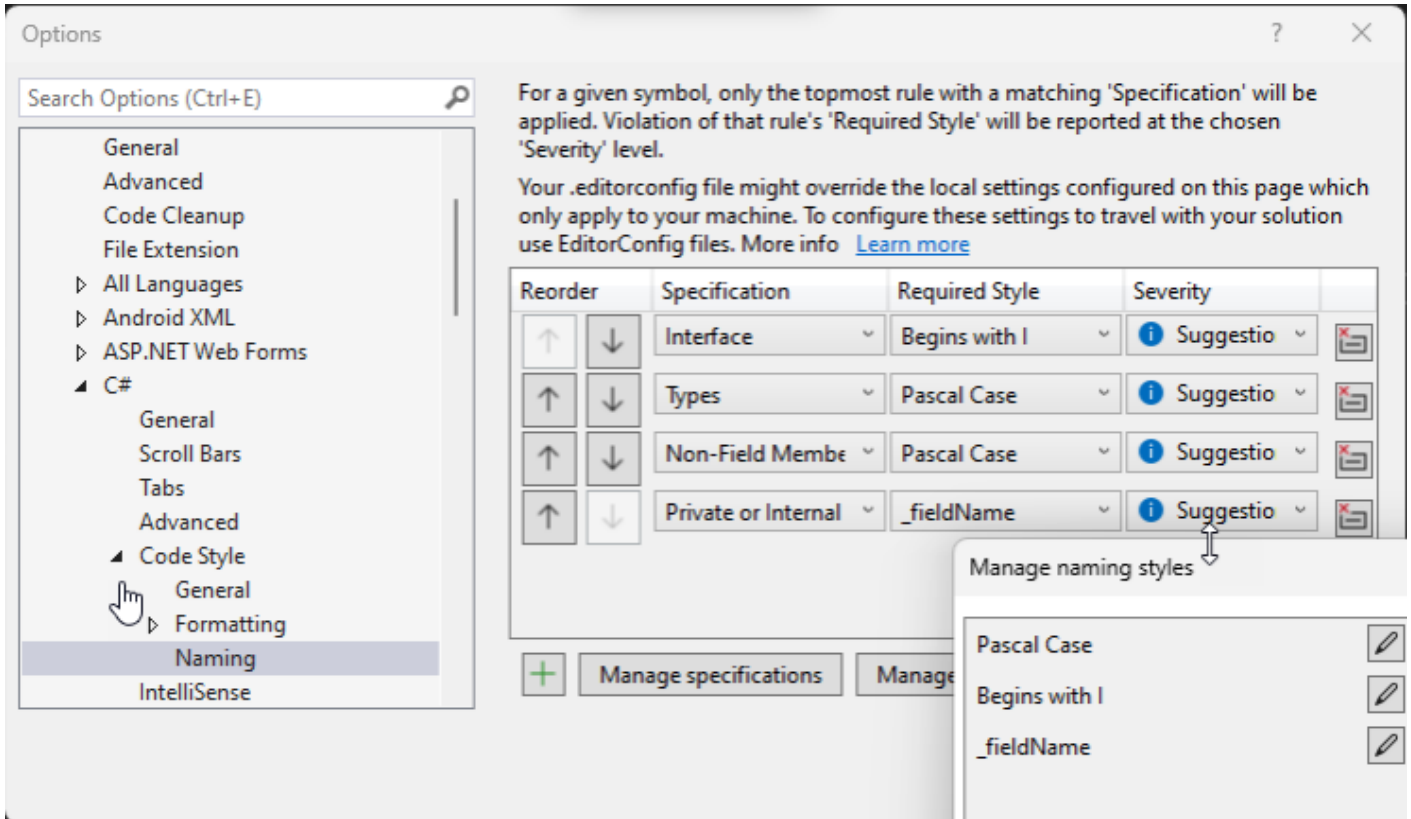 Options
?
Search Options (Ctrl+E)
General
Advanced
Code Cleanup
File Extension
All Languages
Android XML
ASP.NET Web Forms
C#
General
Scroll Bars
Tabs
Advanced
Code Style
General
Formatting
Naming
IntelliSense
For a given symbol, only the topmost rule with a matching 'Specification' will be
applied. Violation of that rule's 'Required Style' will be reported at the chosen
'Severity' level.
Your .editorconfig file might override the local settings configured on this page which
only apply to your machine. To configure these settings to travel with your solution
use EditorConfig files. More info Learn more
Reorder Specification Required Style Severity
Interface Begins with I Suggestio
Types Pascal Case Suggestio
Non-Field Membe Pascal Case Suggestio
Private or Internal _fieldName Suggestio
Manage specifications Manage
Manage naming styles
Pascal Case
Begins with I
_fieldName